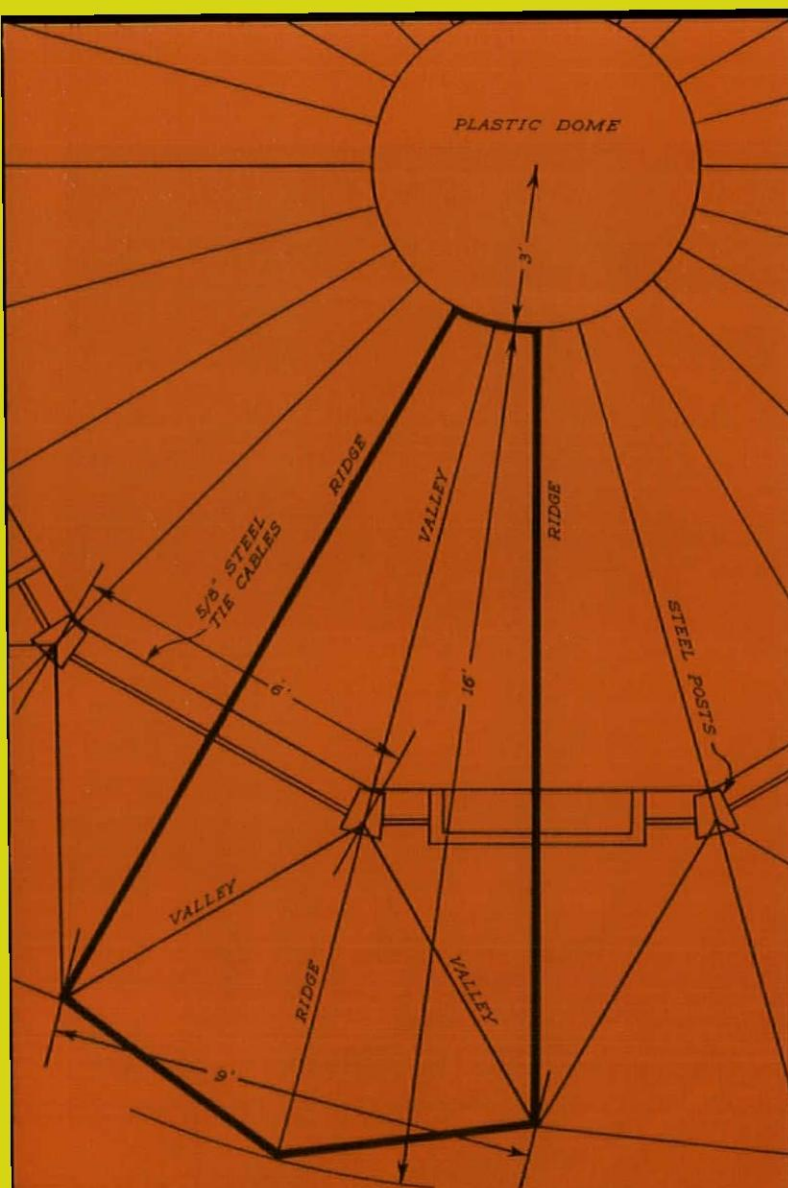 PLASTIC DOME
3'
RIDGE
VALLEY
RIDGE
5/8" STEEL
TIE CABLES
6'
16'
STEEL POSTS
VALLEY
RIDGE
VALLEY
9'